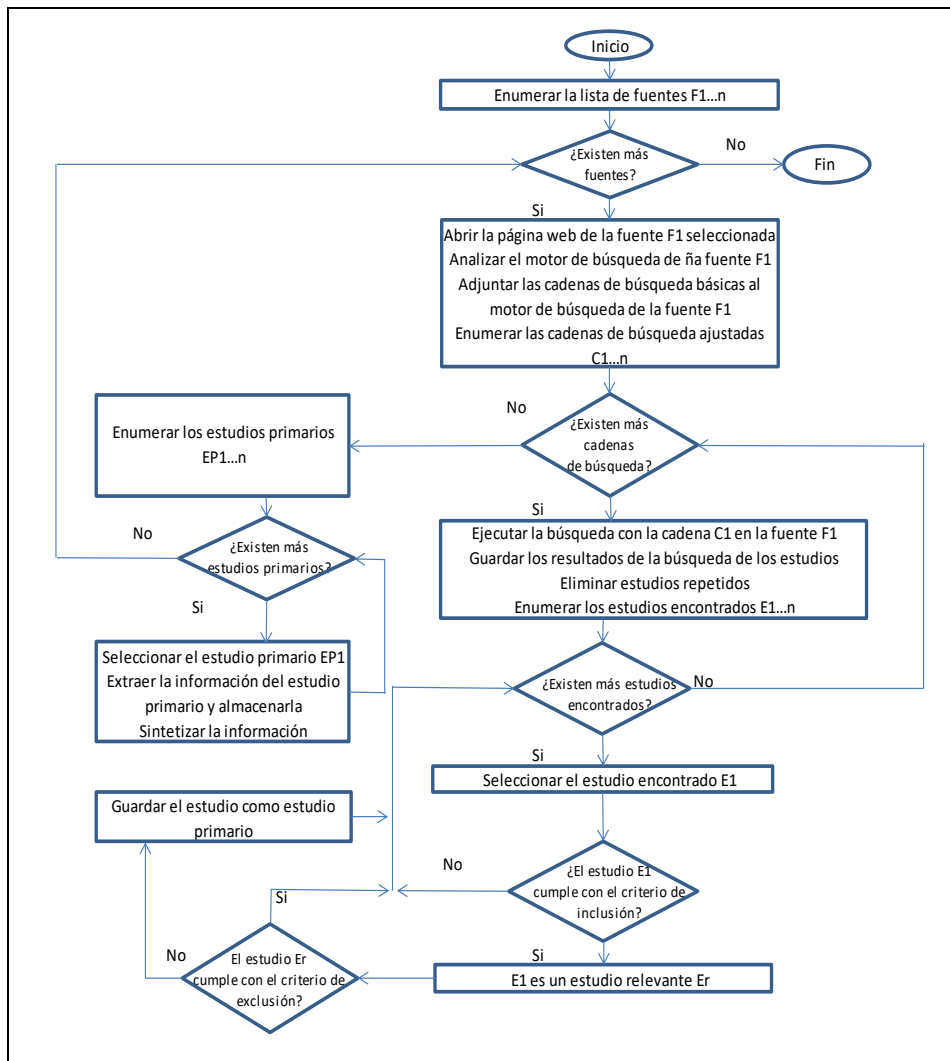 Inicio
Enumerar la lista de fuentes F1...n
¿Existen más
fuentes?
No
Fin
Si
Abrir la página web de la fuente F1 seleccionada
Analizar el motor de búsqueda de ña fuente F1
Adjuntar las cadenas de búsqueda básicas al
motor de búsqueda de la fuente F1
Enumerar las cadenas de búsqueda ajustadas
C1...n
¿Existen más
cadenas
de búsqueda?
No
Enumerar los estudios primarios
EP1...n
Si
Ejecutar la búsqueda con la cadena C1 en la fuente F1
Guardar los resultados de la búsqueda de los estudios
Eliminar estudios repetidos
Enumerar los estudios encontrados E1...n
No
¿Existen más
estudios primarios?
Si
Seleccionar el estudio primario EP1
Extraer la información del estudio
primario y almacenarla
Sintetizar la información
¿Existen más estudios
encontrados?
No
Si
Seleccionar el estudio encontrado E1
Guardar el estudio como estudio
primario
¿El estudio E1
cumple con el criterio de
inclusión?
No
Si
E1 es un estudio relevante Er
El estudio Er
cumple con el criterio de
exclusión?
Si
No